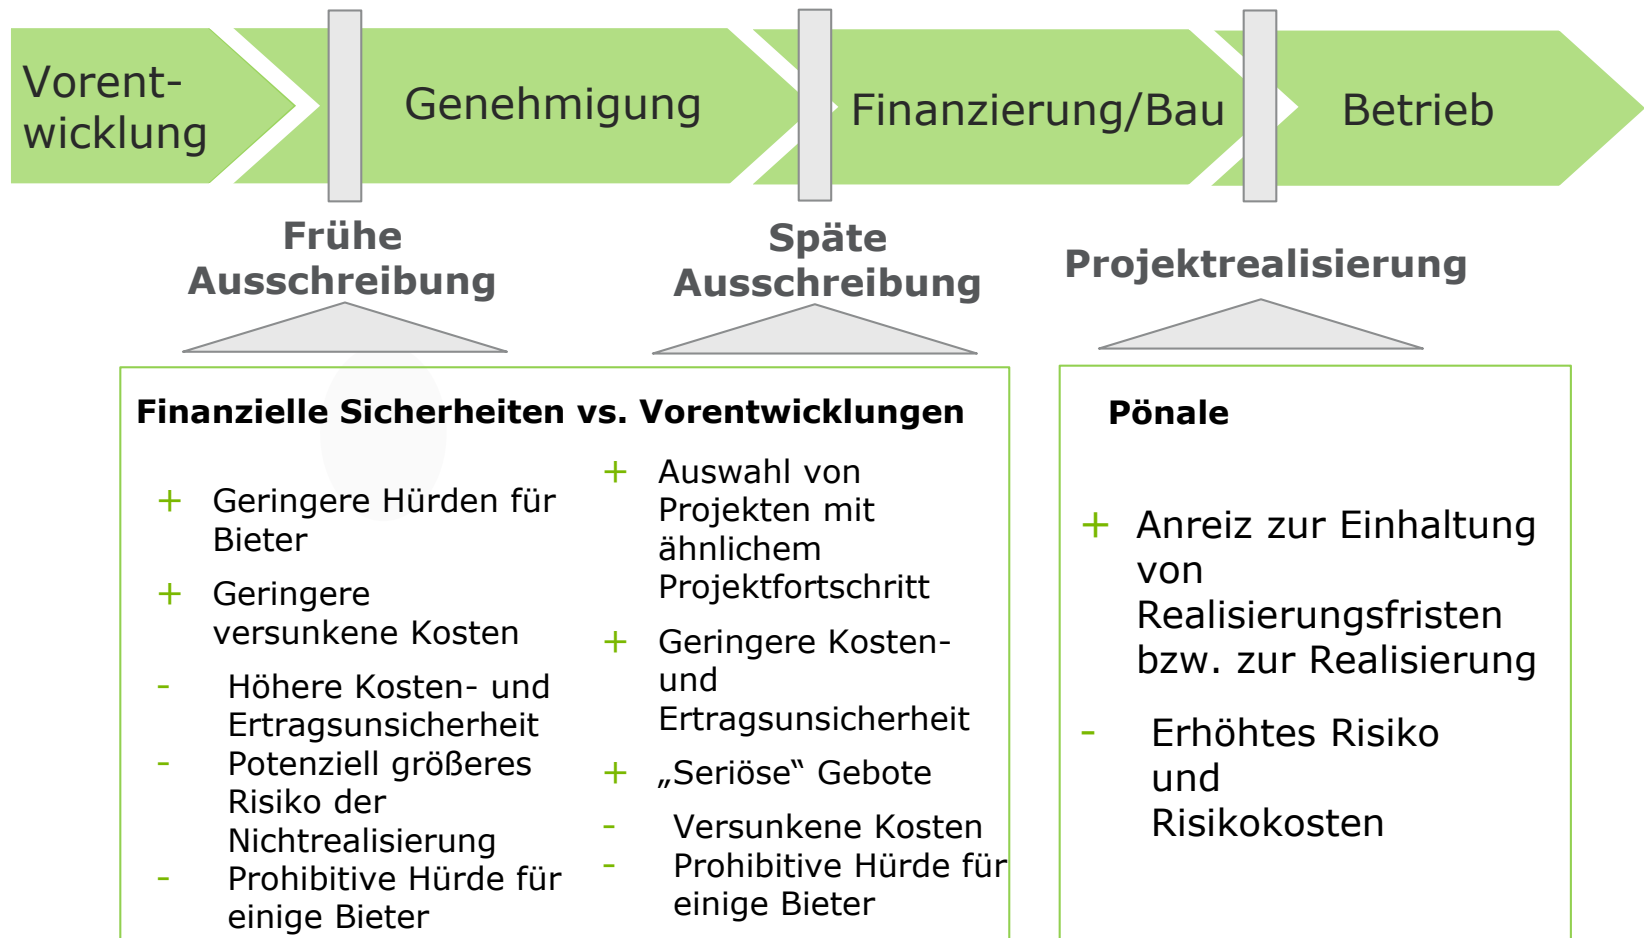 Vorent-
wicklung
Genehmigung
Finanzierung/Bau
Betrieb
Frühe
Ausschreibung
Späte
Ausschreibung
Projektrealisierung
Finanzielle Sicherheiten vs. Vorentwicklungen
+ Geringere Hürden für
Bieter
+ Geringere
versunkene Kosten
- Höhere Kosten- und
Ertragsunsicherheit
- Potenziell größeres
Risiko der
Nichtrealisierung
- Prohibitive Hürde für
einige Bieter
+ Auswahl von
Projekten mit
ähnlichem
Projektfortschritt
+ Geringere Kosten-
und
Ertragsunsicherheit
+ „Seriöse“ Gebote
- Versunkene Kosten
- Prohibitive Hürde für
einige Bieter
Pönale
+ Anreiz zur Einhaltung
von
Realisierungsfristen
bzw. zur Realisierung
- Erhöhtes Risiko
und
Risikokosten